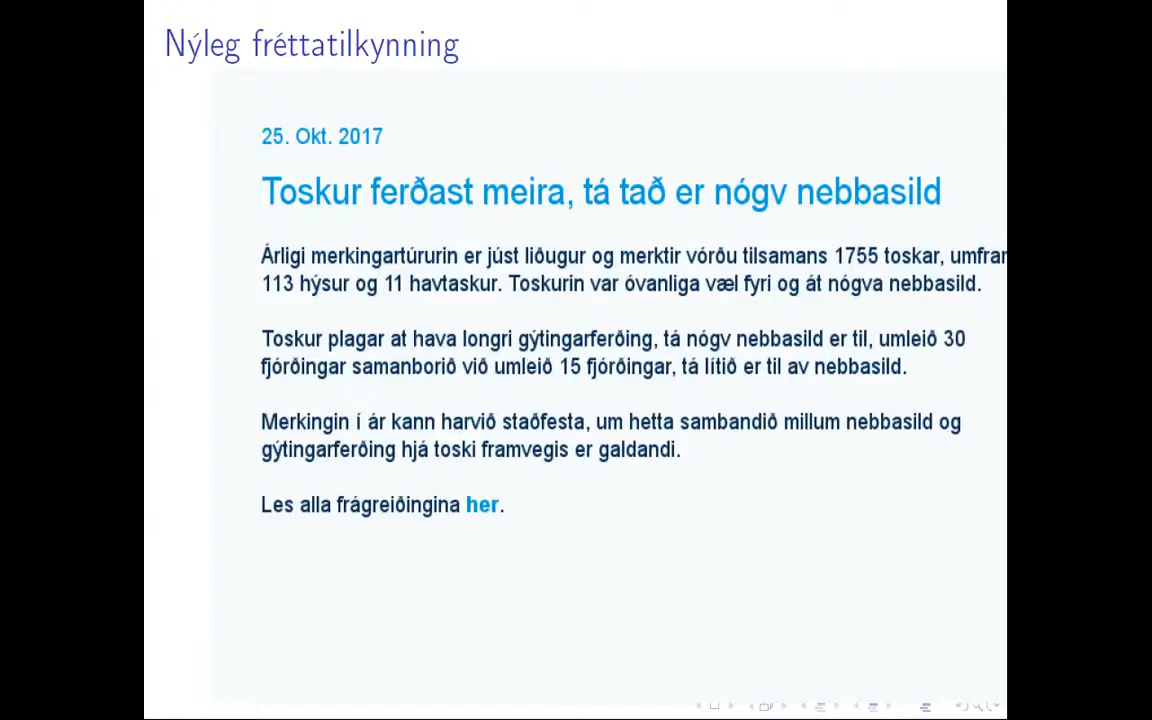 Nýleg fréttatilkynning
25. Okt. 2017
Toskur ferðast meira, tá tað er nógv nebbasild
Árligi merkingartúrurin er júst liðugur og merktir vórðu tilsamans 1755 toskar, umfram
113 hýsur og 11 havtaskur. Toskurin var óvanliga væl fyri og át nógva nebbasild.
Toskur plagar at hava longri gýtingarferðing, tá nógv nebbasild er til, umleið 30
fjórðingar samanborið við umleið 15 fjórðingar, tá lítið er til av nebbasild.
Merkingin í ár kann harvið staðfesta, um hetta sambandið millum nebbasild og
gýtingarferðing hjá toski framvegis er galdandi.
Les alla frágreiðingina her.